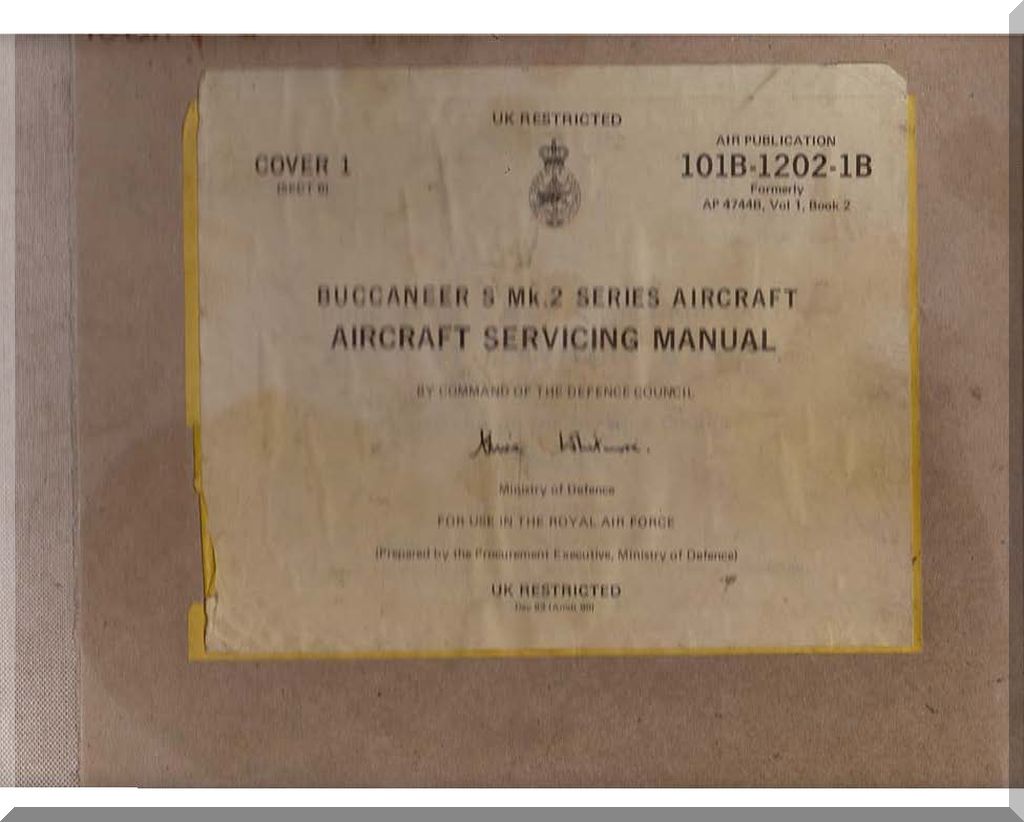 UK RESTRICTED
COVER 1
(SECT 6)
AIR PUBLICATION
101B-1202-1B
Formerly
AP 4744B, Vol 1, Book 2
BUCCANEER S Mk.2 SERIES AIRCRAFT
AIRCRAFT SERVICING MANUAL
BY COMMAND OF THE DEFENCE COUNCIL
Ministry of Defence
FOR USE IN THE ROYAL AIR FORCE
(Prepared by the Procurement Executive, Ministry of Defence)
UK RESTRICTED